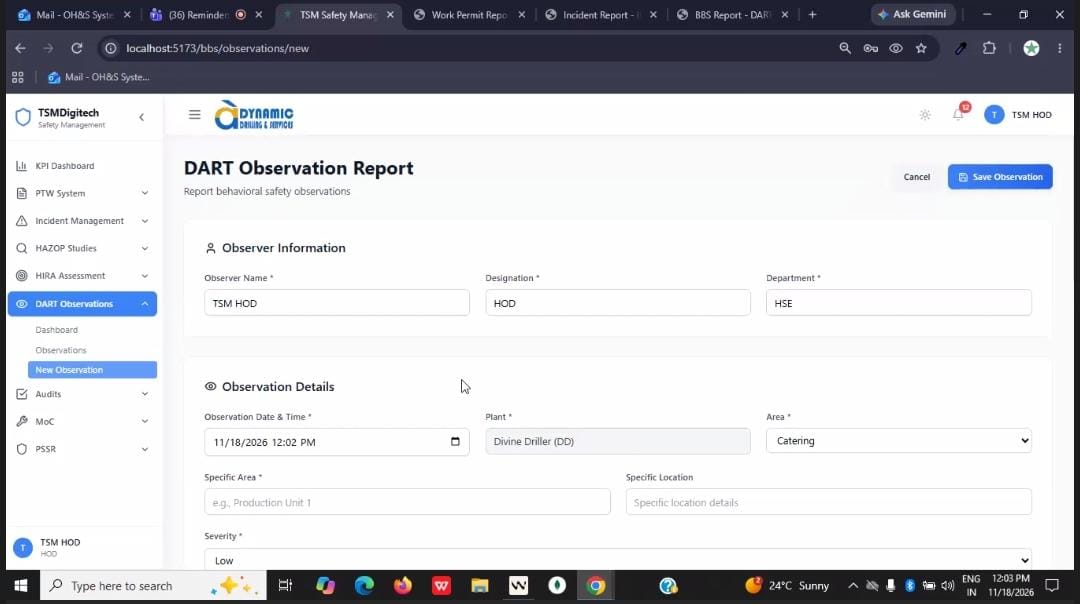 Mail - OH&S System
(36) Reminder
TSM Safety Manag
Work Permit Repo
Incident Report -
BBS Report - DAR
Ask Gemini
localhost:5173/bbs/observations/new
Mail - OH&S Syste...
TSMDigitech
Safety Management
DYNAMIC
DRILLING & SERVICES
12
T
TSM HOD
KPI Dashboard
PTW System
Incident Management
HAZOP Studies
HIRA Assessment
DART Observations
Dashboard
Observations
New Observation
Audits
MoC
PSSR
T
TSM HOD
HOD
DART Observation Report
Report behavioral safety observations
Cancel
Save Observation
Observer Information
Observer Name *
Designation *
Department *
TSM HOD
HOD
HSE
Observation Details
Observation Date & Time *
Plant *
Area *
11/18/2026 12:02 PM
Divine Driller (DD)
Catering
Specific Area *
Specific Location
e.g., Production Unit 1
Specific location details
Severity *
Low
Type here to search
24°C Sunny
ENG
IN
12:03 PM
11/18/2026